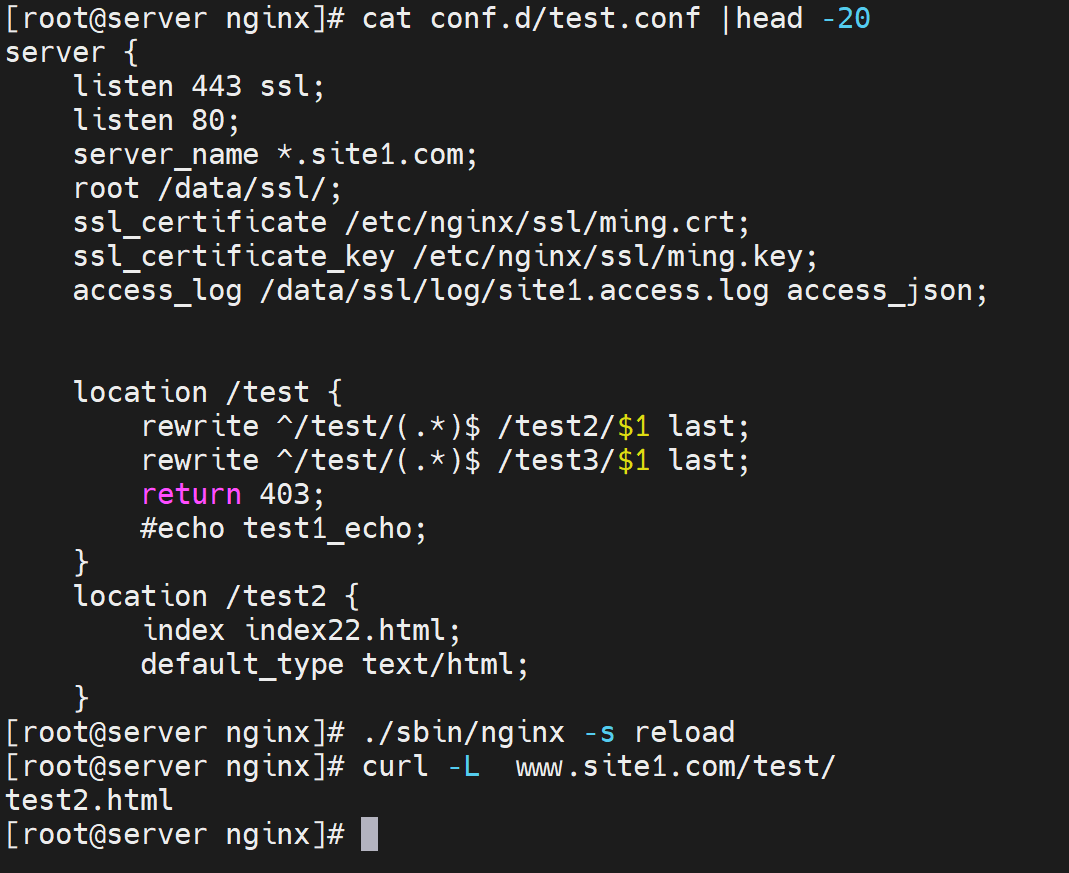 [root@server nginx]# cat conf.d/test.conf |head -20
server {
    listen 443 ssl;
    listen 80;
    server_name *.site1.com;
    root /data/ssl/;
    ssl_certificate /etc/nginx/ssl/ming.crt;
    ssl_certificate_key /etc/nginx/ssl/ming.key;
    access_log /data/ssl/log/site1.access.log access_json;
    location /test {
        rewrite ^/test/(.*)$ /test2/$1 last;
        rewrite ^/test/(.*)$ /test3/$1 last;
        return 403;
        #echo test1_echo;
    }
    location /test2 {
        index index22.html;
        default_type text/html;
    }
[root@server nginx]# ./sbin/nginx -s reload
[root@server nginx]# curl -L  www.site1.com/test/
test2.html
[root@server nginx]#